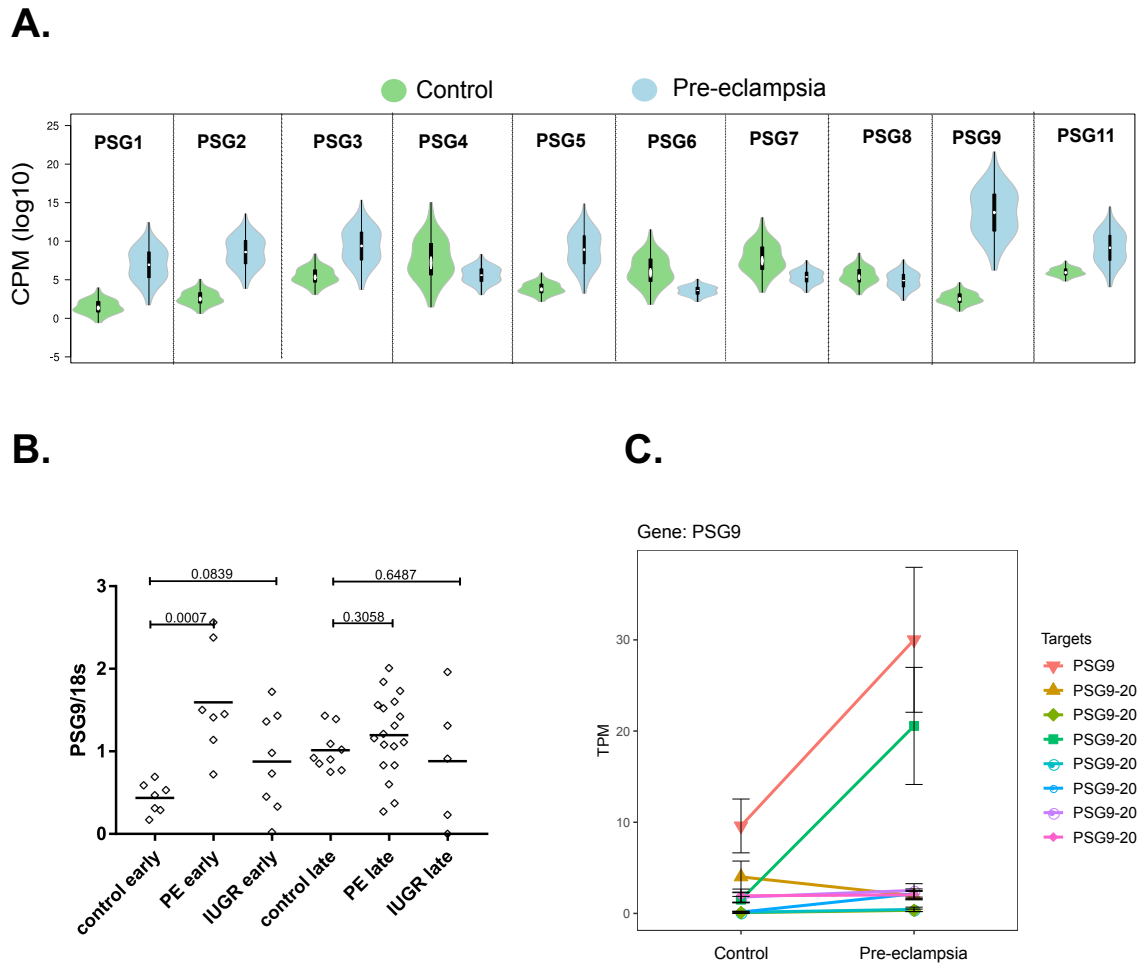 A.
Control Pre-eclampsia
PSG1 PSG2 PSG3 PSG4 PSG5 PSG6 PSG7 PSG8 PSG9 PSG11
CPM (log10)
25
20
15
10
5
0
-5
B.
C.
0.0839
0.6487
0.0007
0.3058
PSG9/18s
3
2
1
0
control early
PE early
IUGR early
control late
PE late
IUGR late
Gene: PSG9
TPM
30
20
10
0
Control Pre-eclampsia
Targets
PSG9
PSG9-20
PSG9-20
PSG9-20
PSG9-20
PSG9-20
PSG9-20
PSG9-20